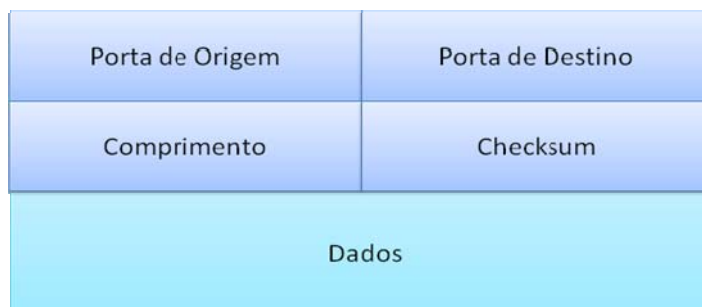 Porta de Origem
Porta de Destino
Comprimento
Checksum
Dados